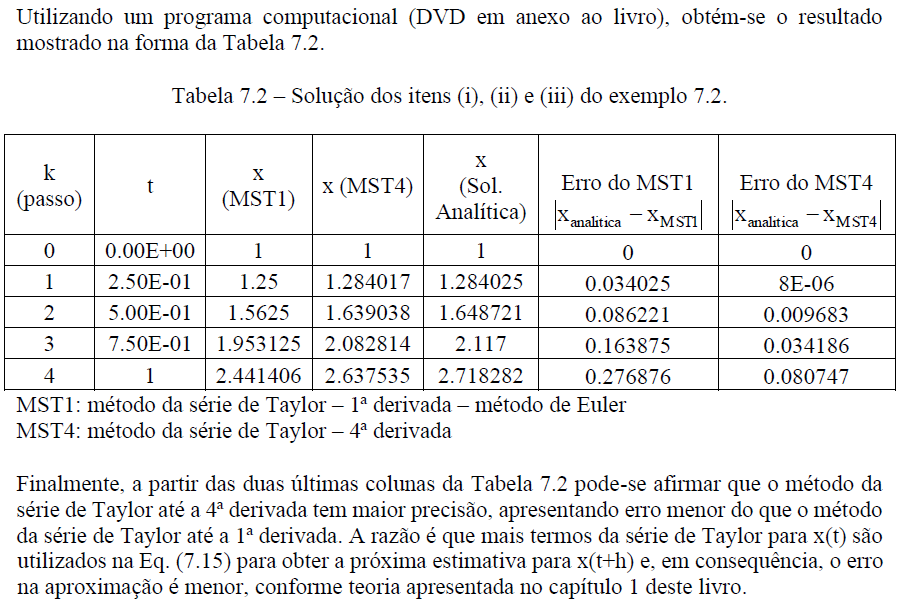 Utilizando um programa computacional (DVD em anexo ao livro), obtém-se o resultado
mostrado na forma da Tabela 7.2.
Tabela 7.2 – Solução dos itens (i), (ii) e (iii) do exemplo 7.2.
k (passo) t x (MST1) x (MST4) x (Sol. Analítica) Erro do MST1 |x_analitica − x_MST1| Erro do MST4 |x_analitica − x_MST4|
0 0.00E+00 1 1 1 0 0
1 2.50E-01 1.25 1.284017 1.284025 0.034025 8E-06
2 5.00E-01 1.5625 1.639038 1.648721 0.086221 0.009683
3 7.50E-01 1.953125 2.082814 2.117 0.163875 0.034186
4 1 2.441406 2.637535 2.718282 0.276876 0.080747
MST1: método da série de Taylor – 1ª derivada – método de Euler
MST4: método da série de Taylor – 4ª derivada
Finalmente, a partir das duas últimas colunas da Tabela 7.2 pode-se afirmar que o método da
série de Taylor até a 4ª derivada tem maior precisão, apresentando erro menor do que o método
da série de Taylor até a 1ª derivada. A razão é que mais termos da série de Taylor para x(t) são
utilizados na Eq. (7.15) para obter a próxima estimativa para x(t+h) e, em consequência, o erro
na aproximação é menor, conforme teoria apresentada no capítulo 1 deste livro.